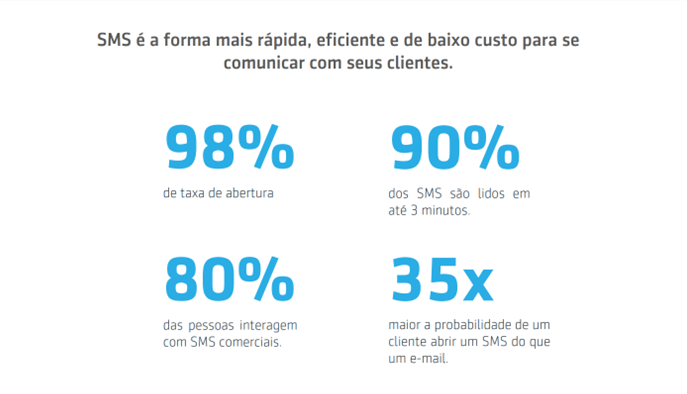 SMS é a forma mais rápida, eficiente e de baixo custo para se
comunicar com seus clientes.
98%
de taxa de abertura
90%
dos SMS são lidos em
até 3 minutos.
80%
das pessoas interagem
com SMS comerciais.
35x
maior a probabilidade de um
cliente abrir um SMS do que
um e-mail.